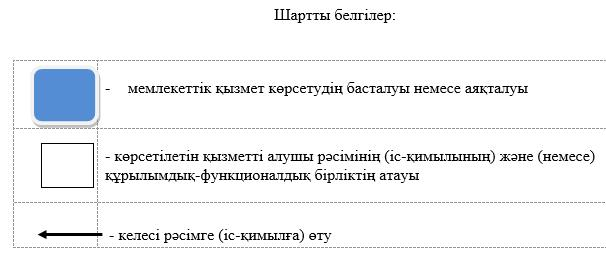 Шартты белгілер:
- мемлекеттік қызмет көрсетудің басталуы немесе аяқталуы
- көрсетілетін қызметті алушы рәсімінің (іс-қимылының) және (немесе)
құрылымдық-функционалдық бірліктің атауы
- келесі рәсімге (іс-қимылға) өту